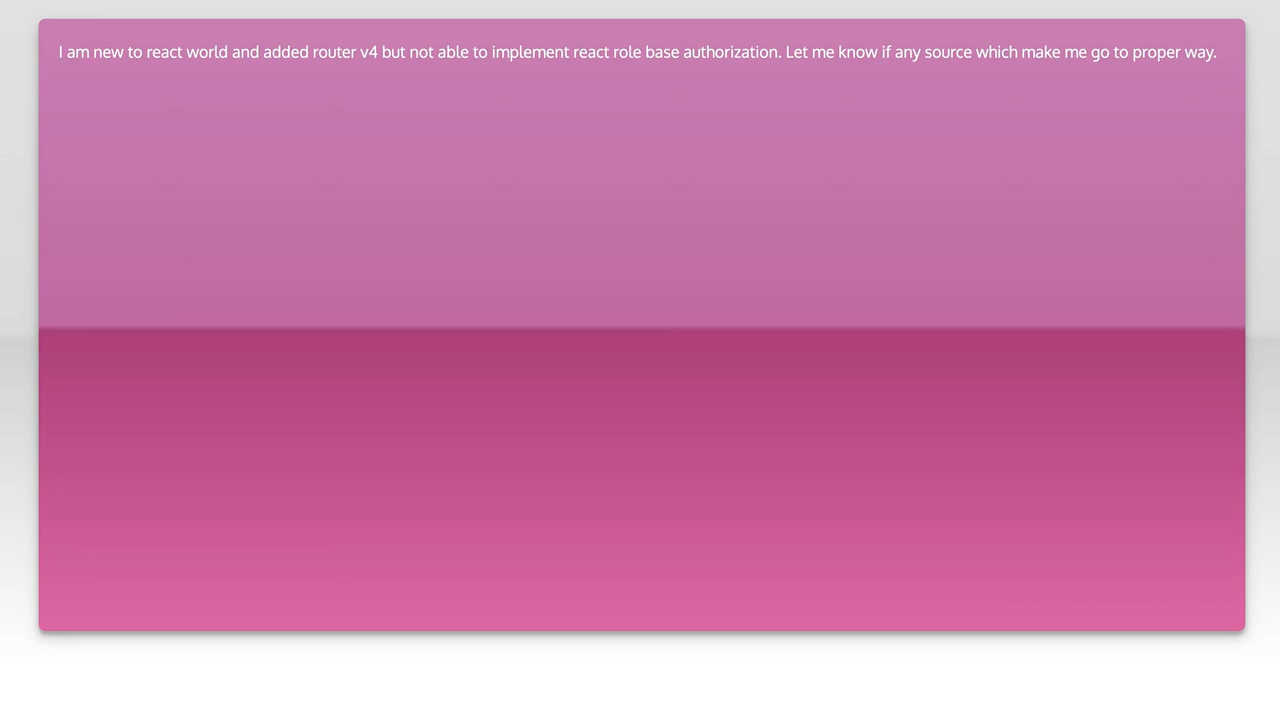 I am new to react world and added router v4 but not able to implement react role base authorization. Let me know if any source which make me go to proper way.